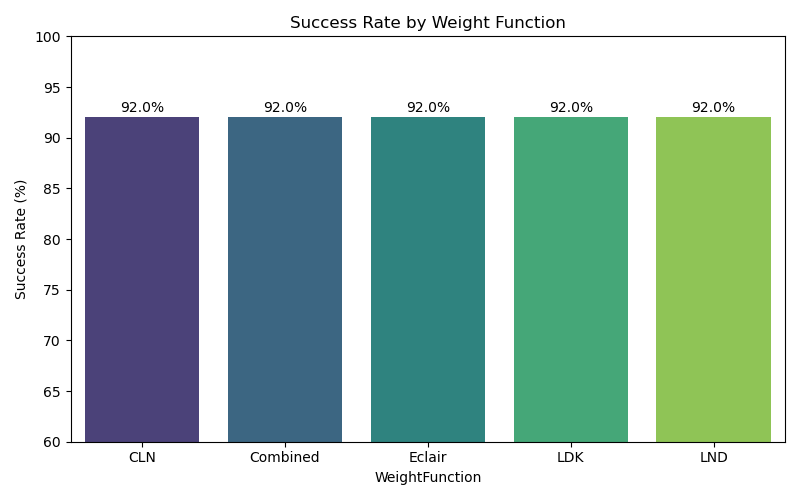 Success Rate by Weight Function
Success Rate (%)
100
95
90
85
80
75
70
65
60
92.0% 92.0% 92.0% 92.0% 92.0%
CLN Combined Eclair LDK LND
WeightFunction